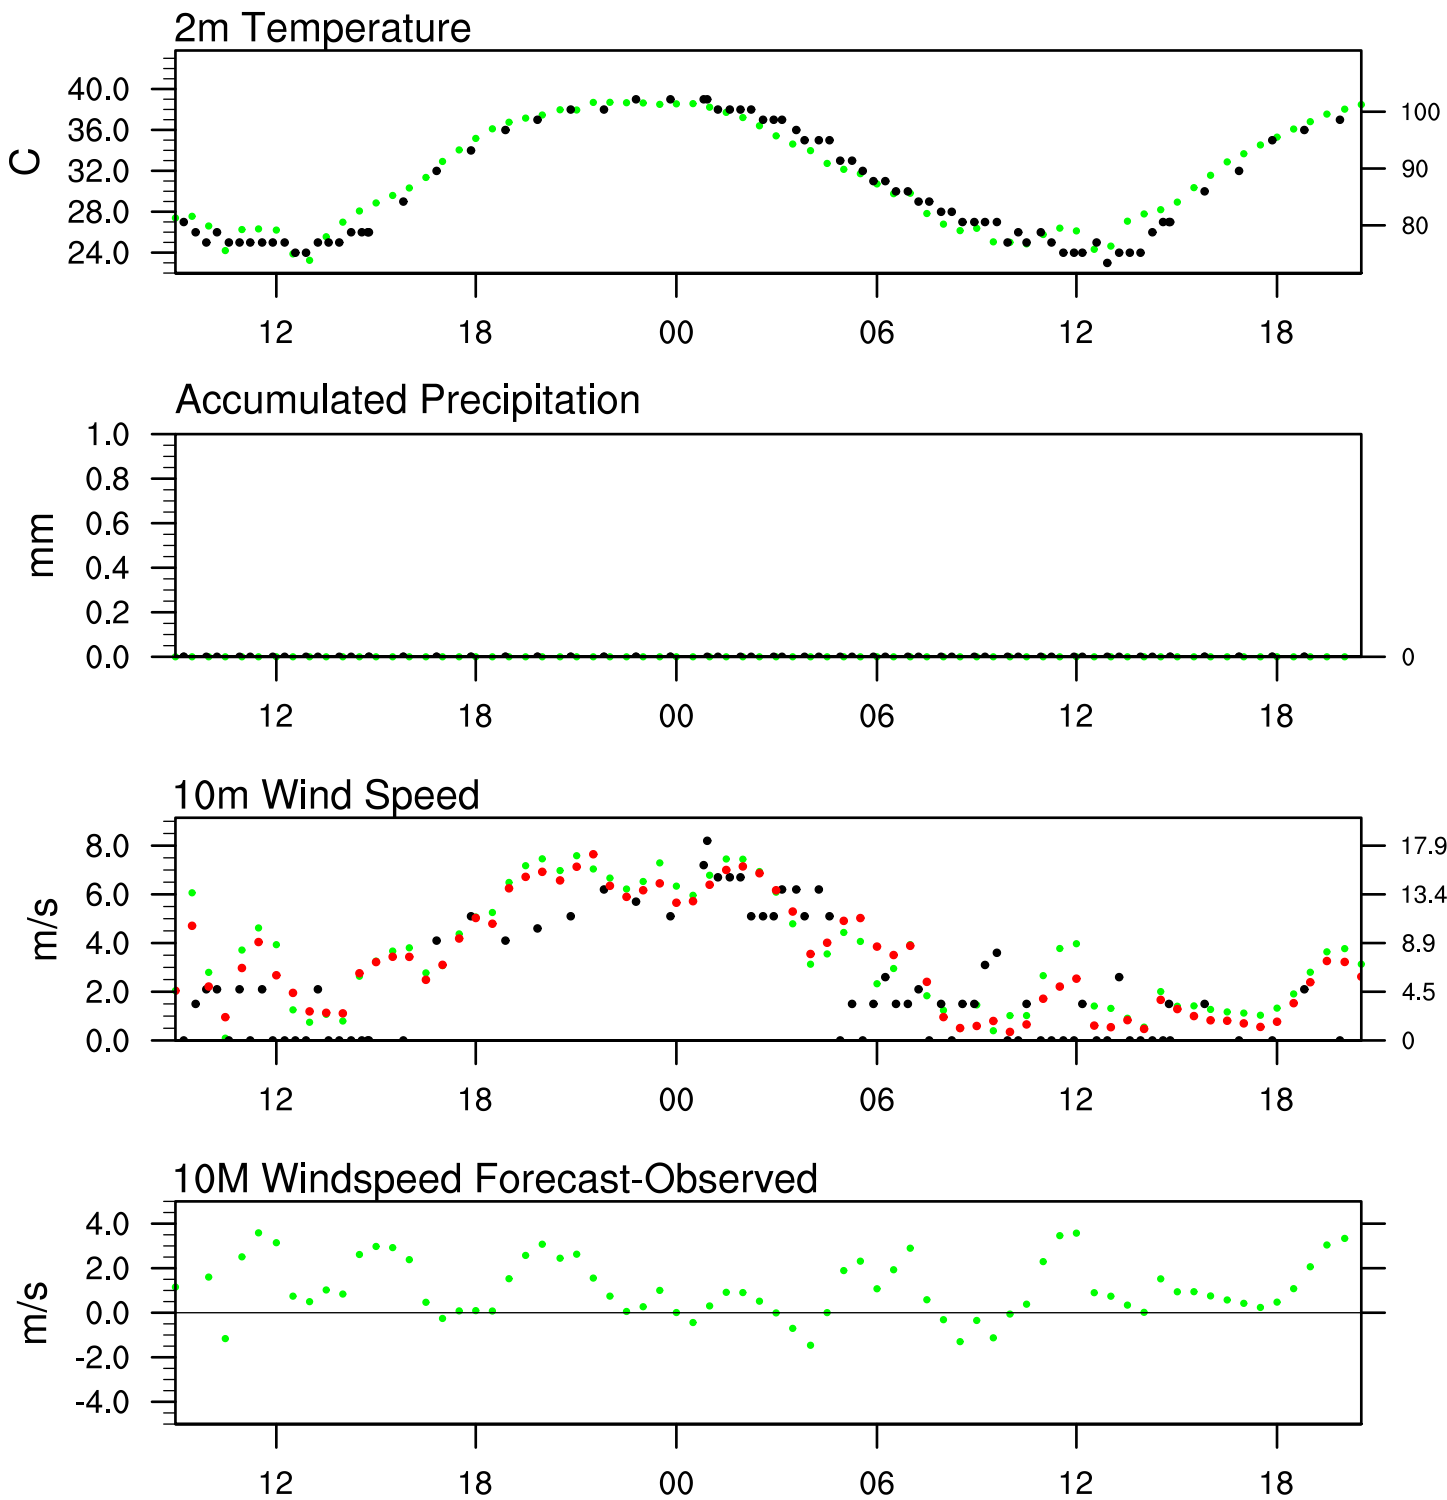 2m Temperature
40.0
36.0
32.0
28.0
24.0
C
100
90
80
12 18 00 06 12 18
Accumulated Precipitation
1.0
0.8
0.6
0.4
0.2
0.0
mm
0
12 18 00 06 12 18
10m Wind Speed
8.0
6.0
4.0
2.0
0.0
m/s
17.9
13.4
8.9
4.5
0
12 18 00 06 12 18
10M Windspeed Forecast-Observed
4.0
2.0
0.0
-2.0
-4.0
m/s
12 18 00 06 12 18